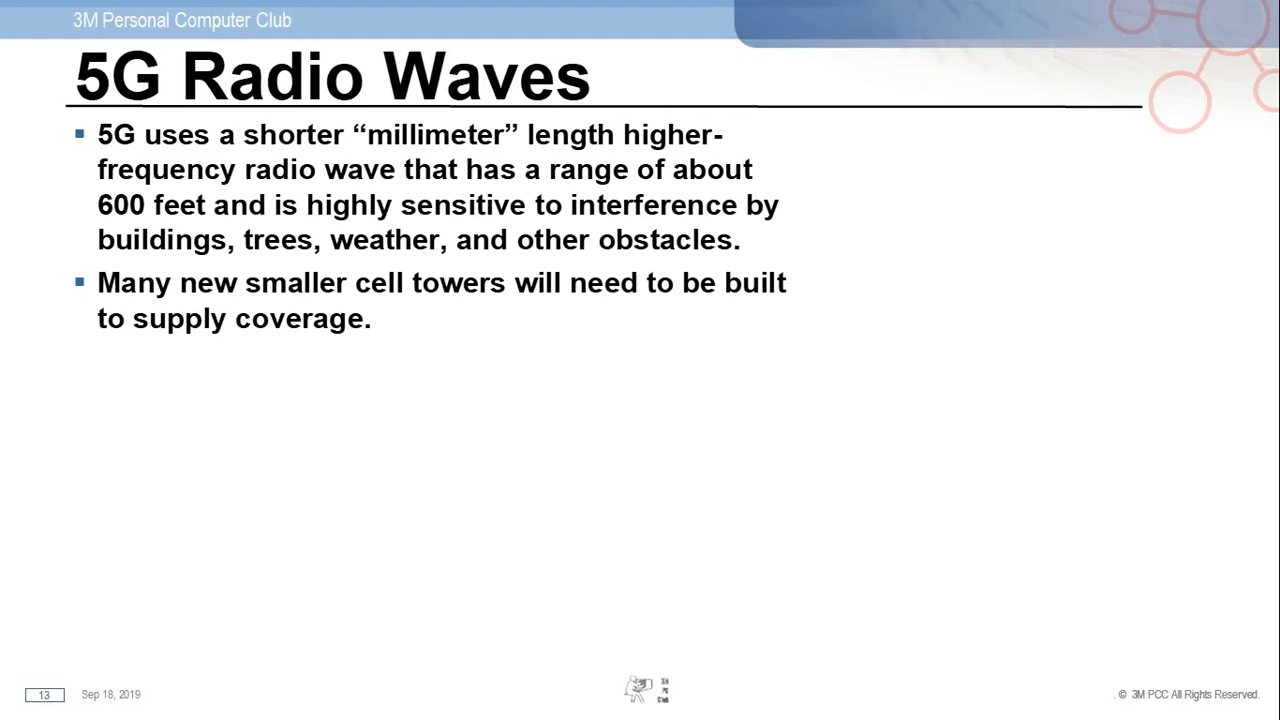 3M Personal Computer Club
5G Radio Waves
▪ 5G uses a shorter “millimeter” length higher-
frequency radio wave that has a range of about
600 feet and is highly sensitive to interference by
buildings, trees, weather, and other obstacles.
▪ Many new smaller cell towers will need to be built
to supply coverage.
13
Sep 18, 2019
Club
. © 3M PCC All Rights Reserved.